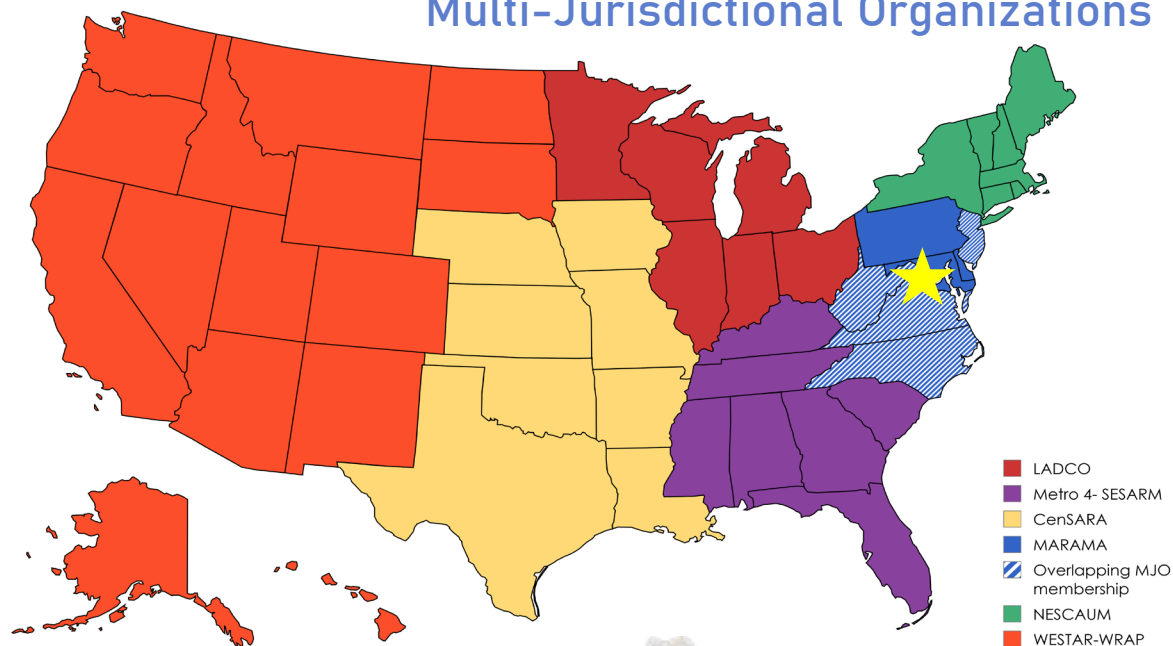 Multi-Jurisdictional Organizations
LADCO
Metro 4- SESARM
CenSARA
MARAMA
Overlapping MJO
membership
NESCAUM
WESTAR-WRAP